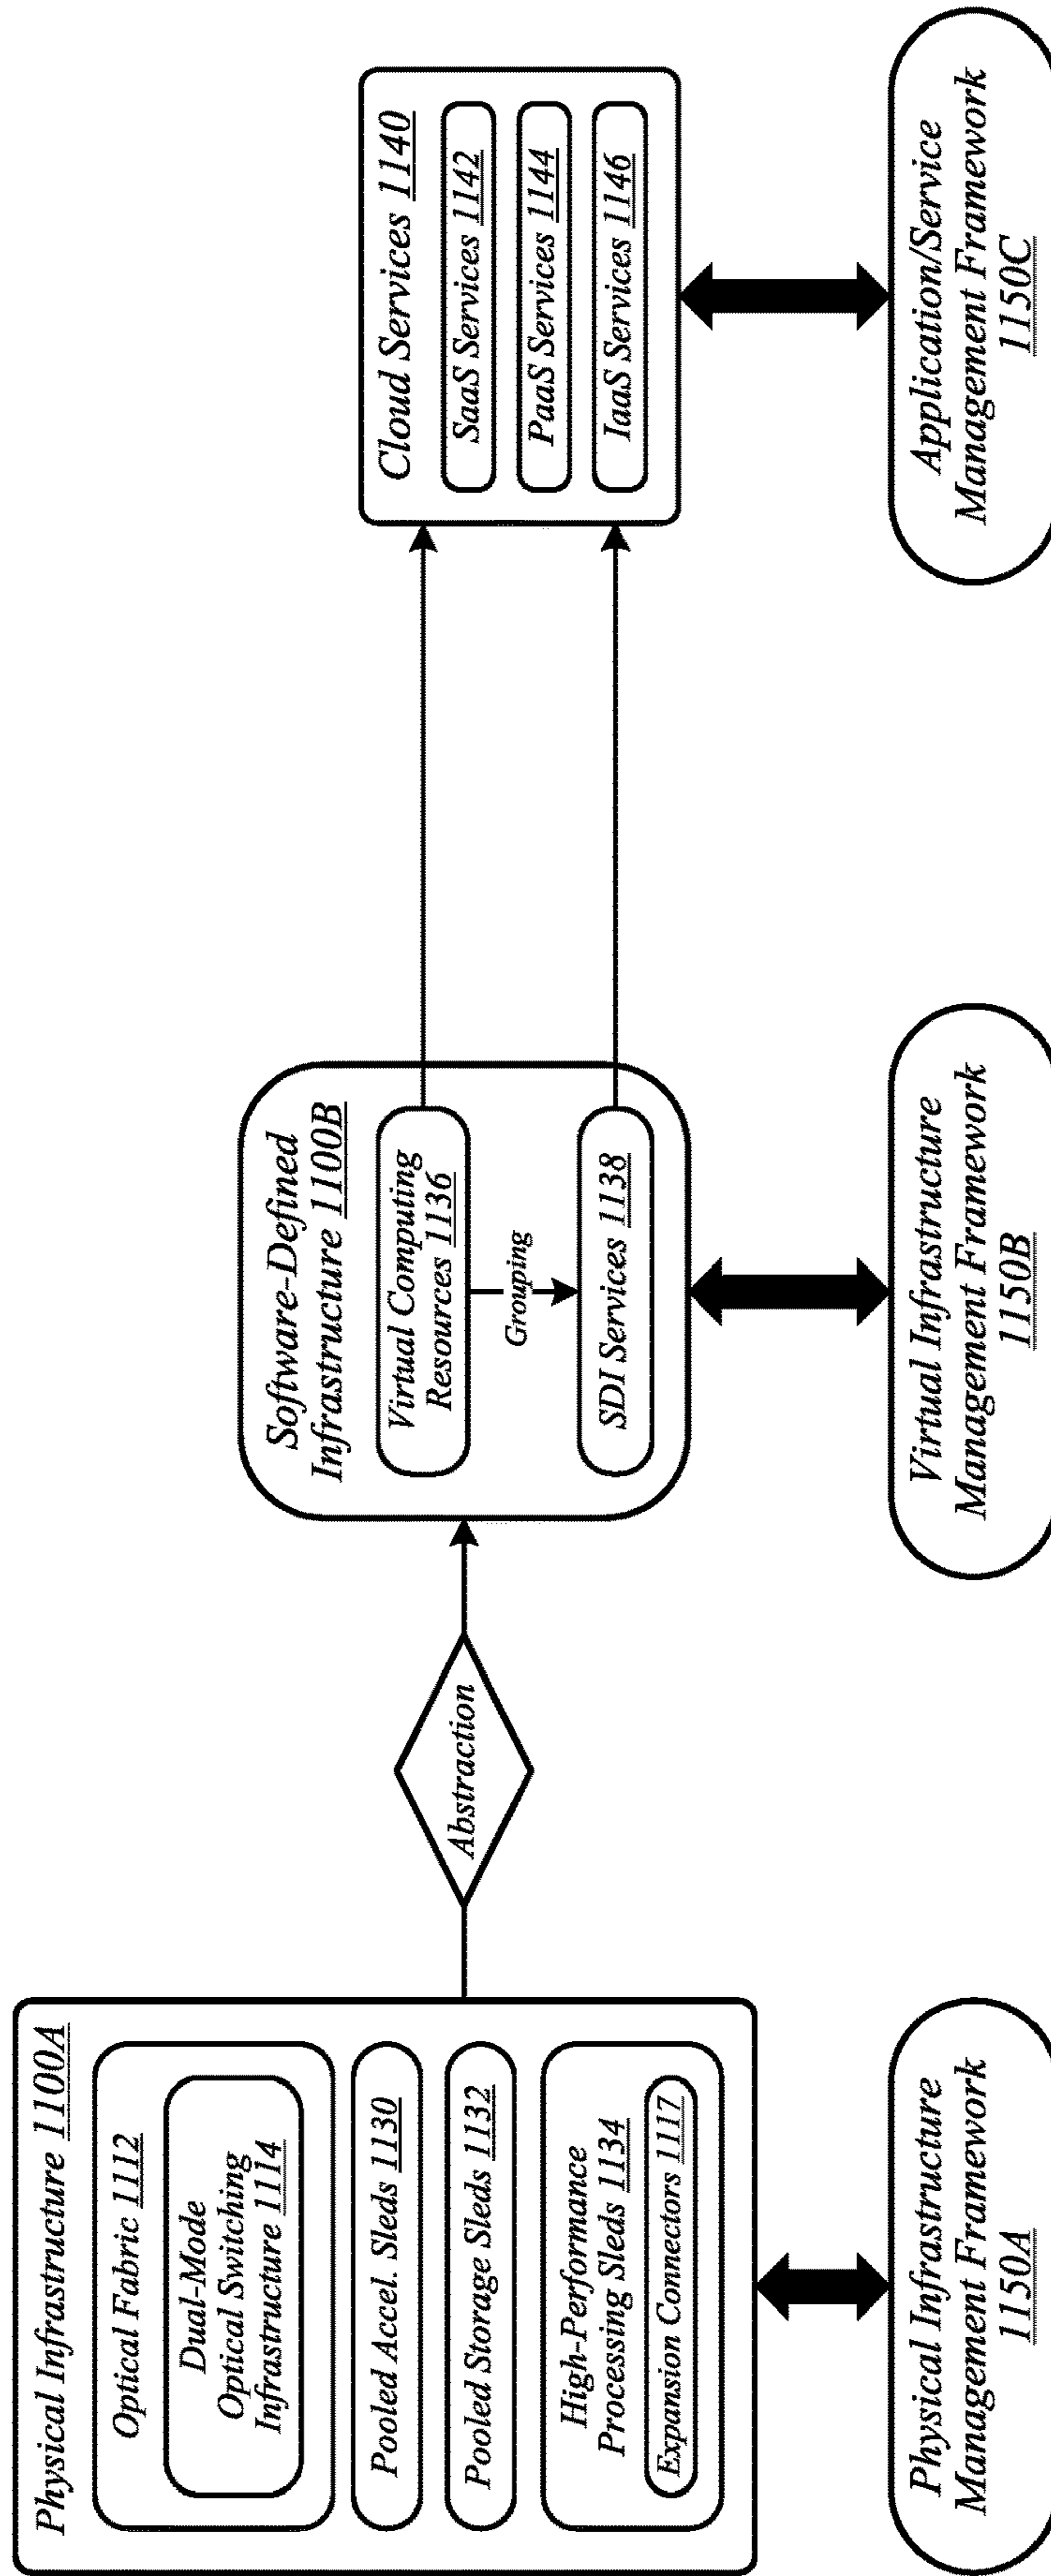 Physical Infrastructure 1100A
Optical Fabric 1112
Dual-Mode
Optical Switching
Infrastructure 1114
Pooled Accel. Sleds 1130
Pooled Storage Sleds 1132
High-Performance
Processing Sleds 1134
Expansion Connectors 1117
Physical Infrastructure
Management Framework
1150A
Abstraction
Software-Defined
Infrastructure 1100B
Virtual Computing
Resources 1136
Grouping
SDI Services 1138
Virtual Infrastructure
Management Framework
1150B
Cloud Services 1140
SaaS Services 1142
PaaS Services 1144
IaaS Services 1146
Application/Service
Management Framework
1150C